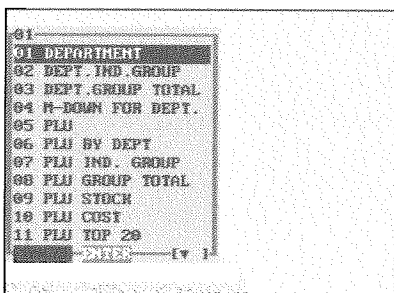 01
01 DEPARTMENT
02 DEPT.IND.GROUP
03 DEPT.GROUP TOTAL
04 M-DOWN FOR DEPT.
05 PLU
06 PLU BY DEPT
07 PLU IND. GROUP
08 PLU GROUP TOTAL
09 PLU STOCK
10 PLU COST
11 PLU TOP 20
ENTER [▼ ]